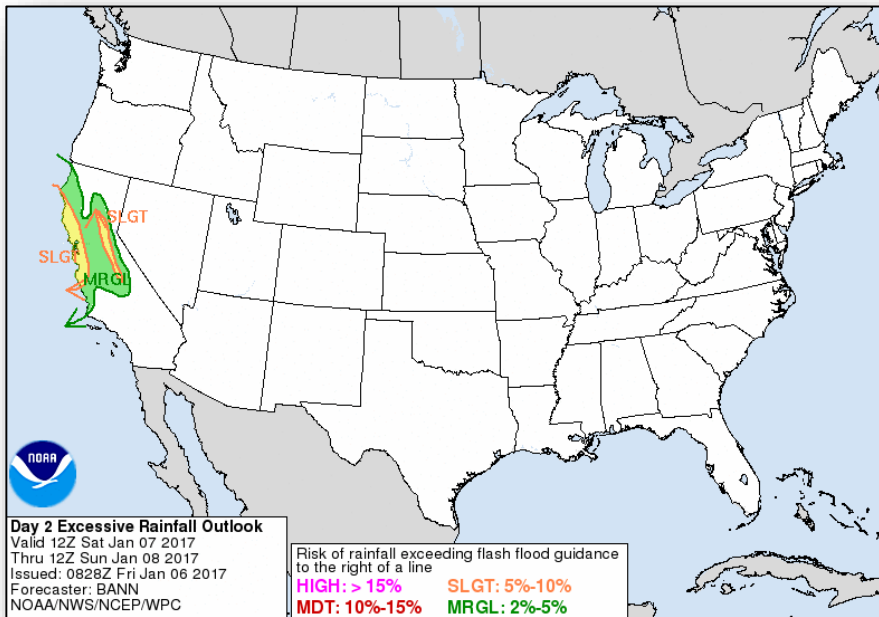 SLGT
SLGT
MRGL
NOAA
Day 2 Excessive Rainfall Outlook
Valid 12Z Sat Jan 07 2017
Thru 12Z Sun Jan 08 2017
Issued: 0828Z Fri Jan 06 2017
Forecaster: BANN
NOAA/NWS/NCEP/WPC
Risk of rainfall exceeding flash flood guidance
to the right of a line
HIGH: > 15% SLGT: 5%-10%
MDT: 10%-15% MRGL: 2%-5%